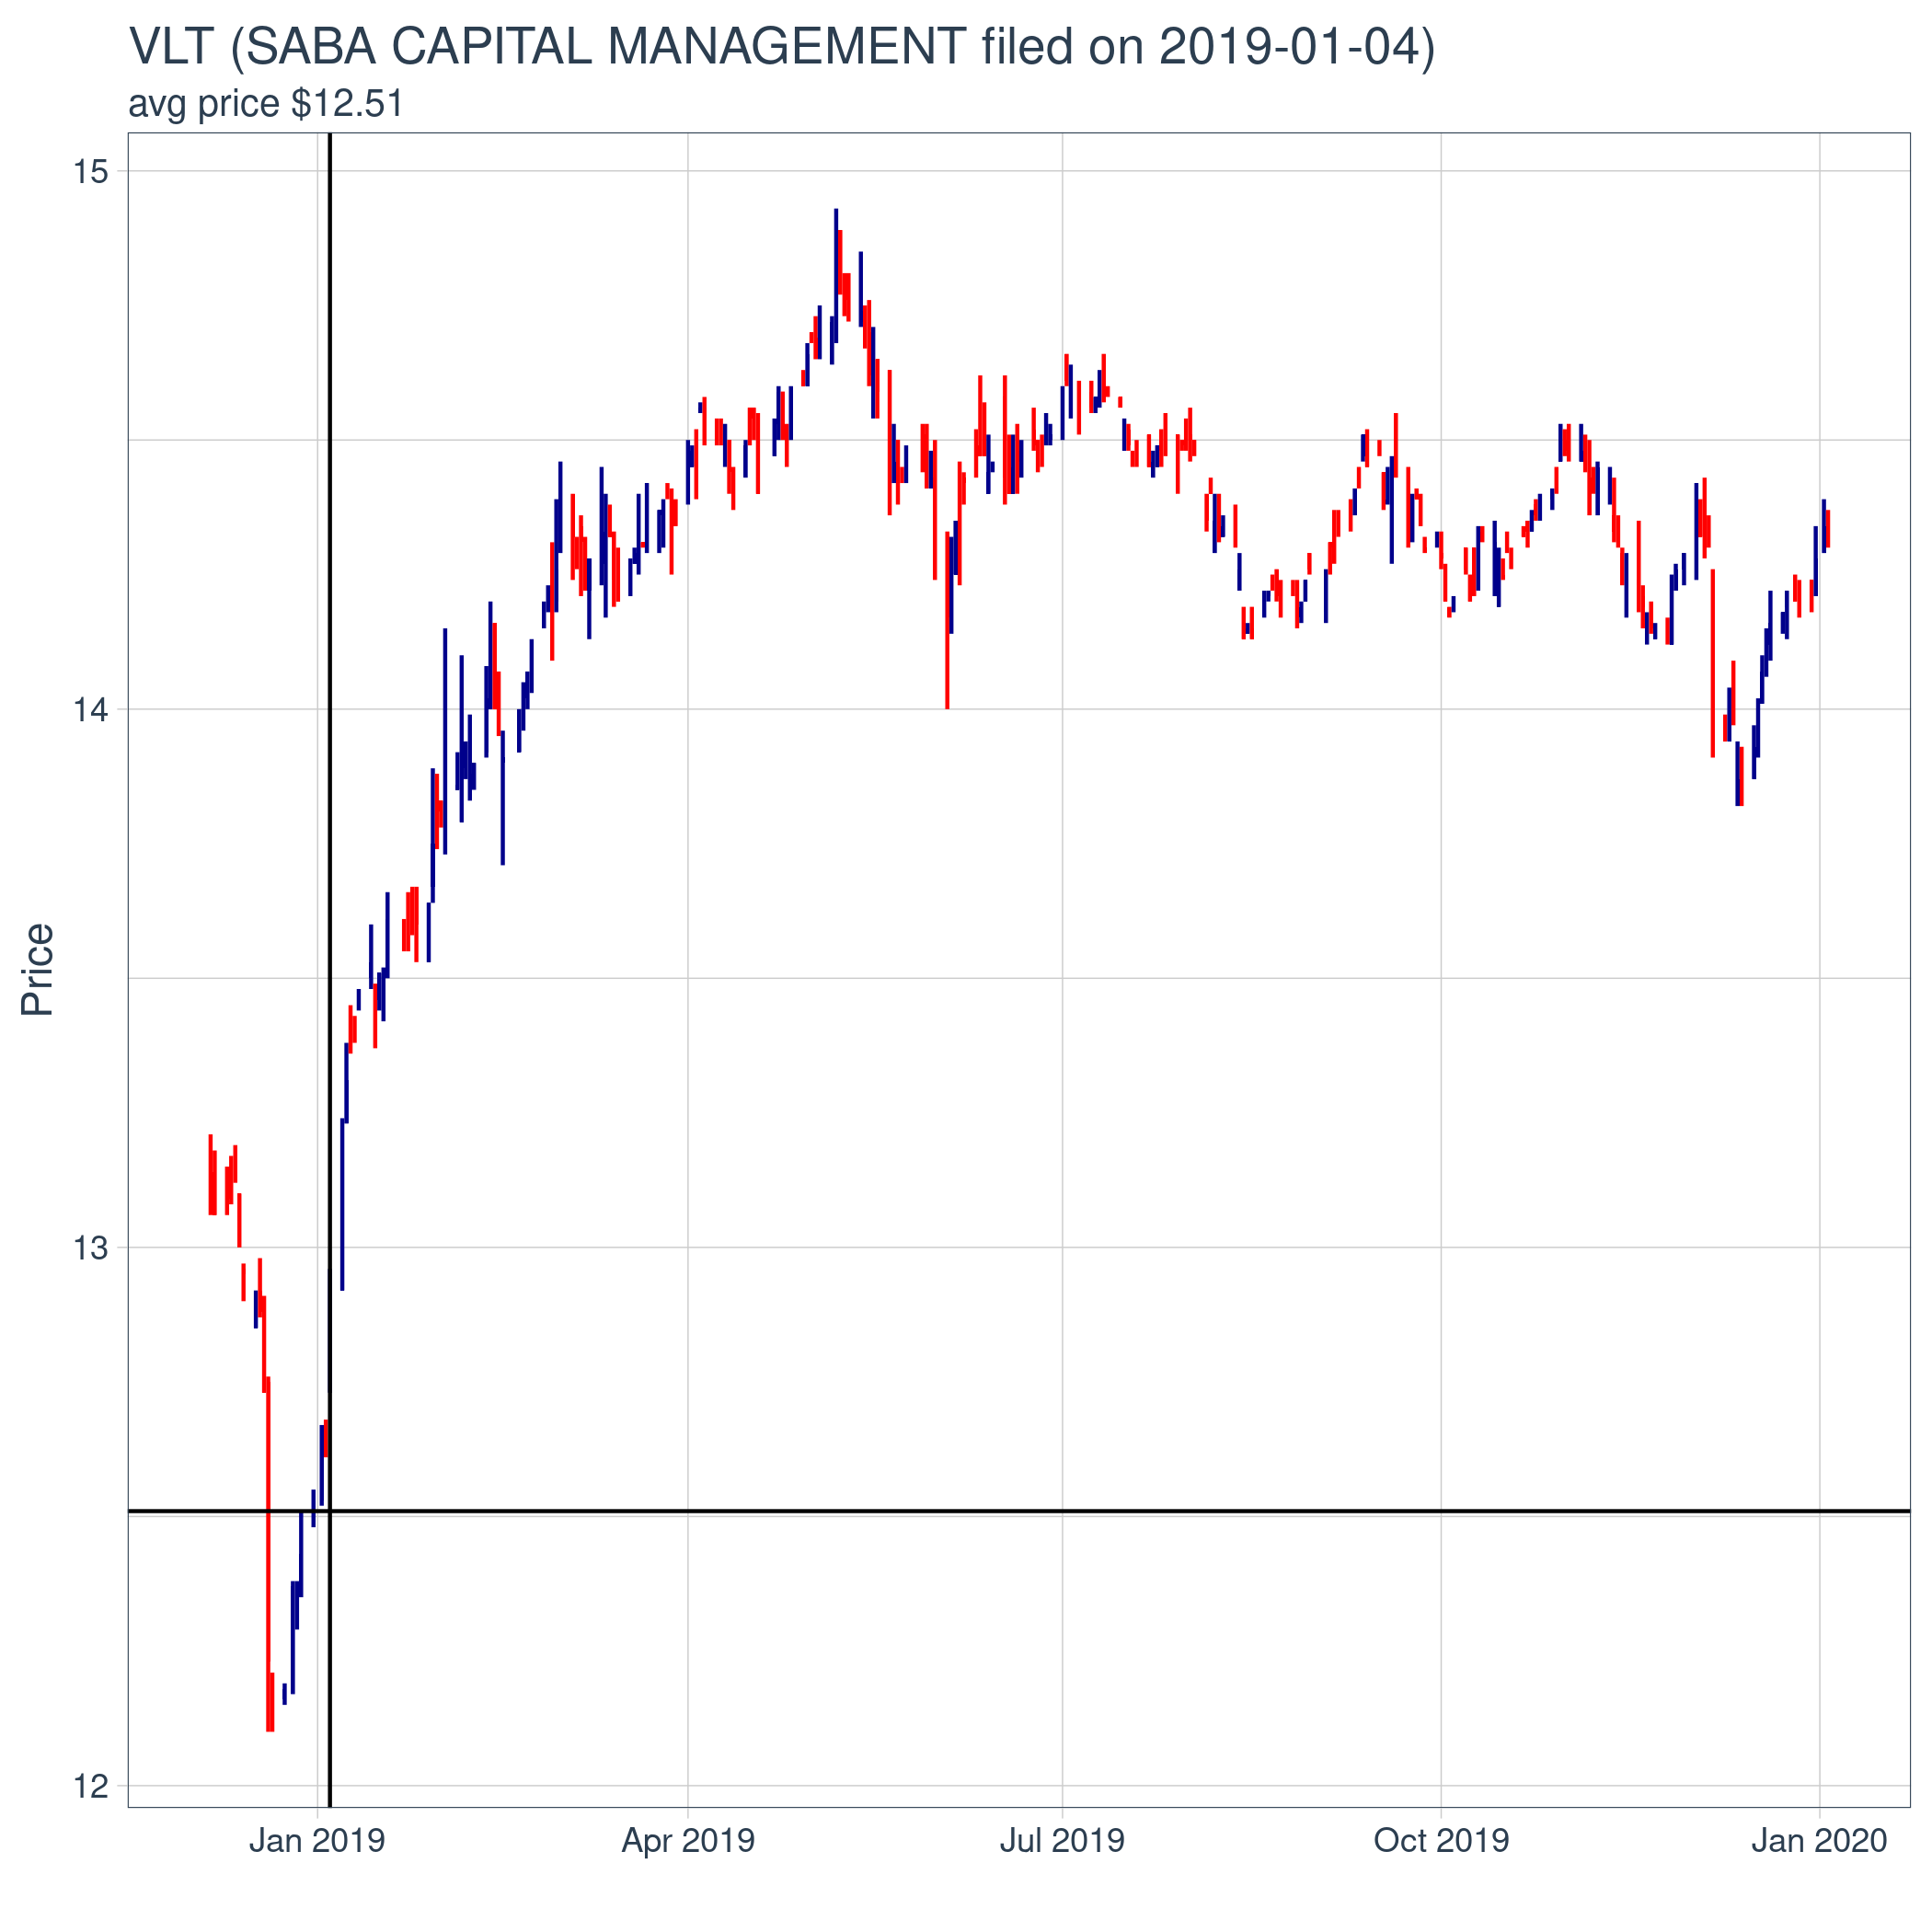 VLT (SABA CAPITAL MANAGEMENT filed on 2019-01-04)
avg price $12.51
15
14
13
12
Price
Jan 2019
Apr 2019
Jul 2019
Oct 2019
Jan 2020